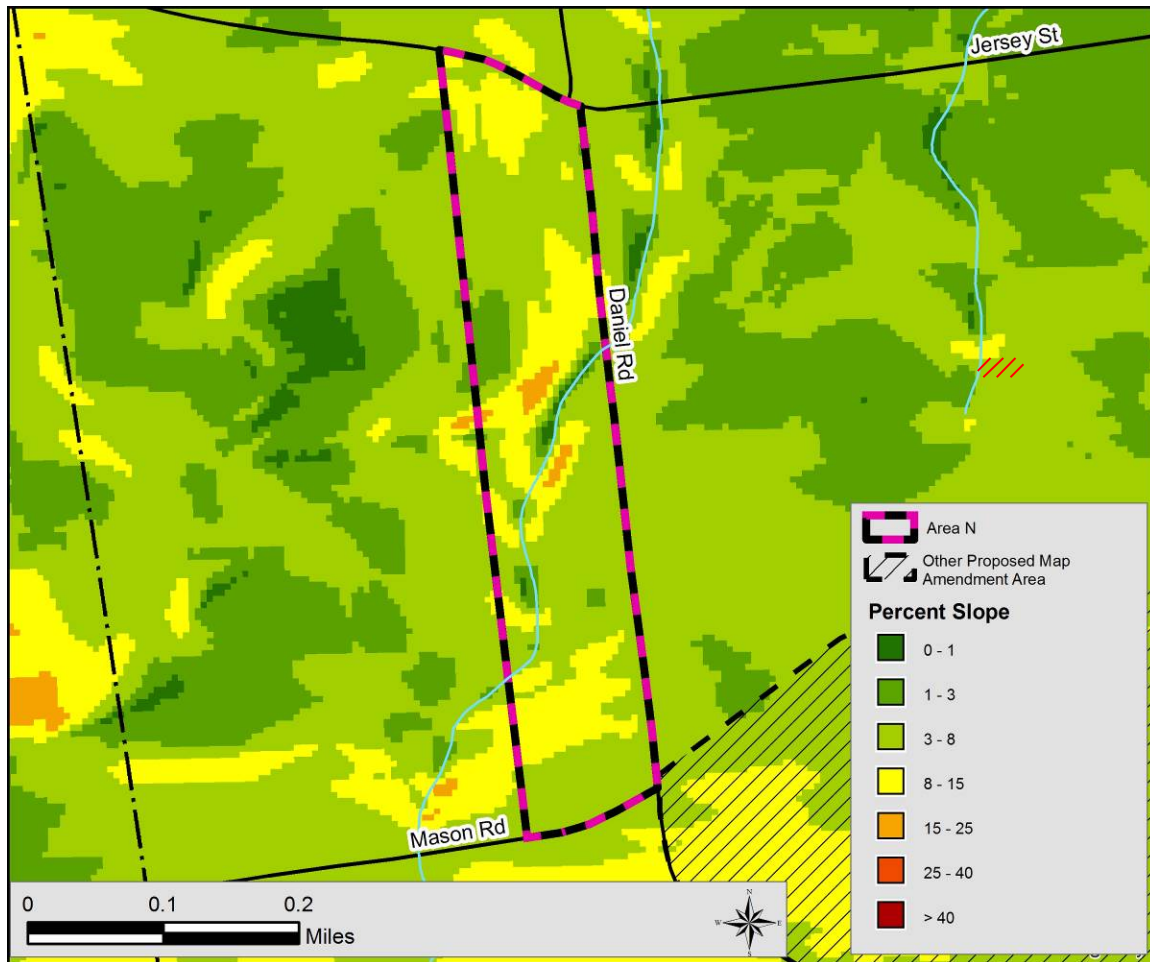 Jersey St
Daniel Rd
Mason Rd
Area N
Other Proposed Map
Amendment Area
Percent Slope
0 - 1
1 - 3
3 - 8
8 - 15
15 - 25
25 - 40
> 40
0 0.1 0.2
Miles
N
W E
S